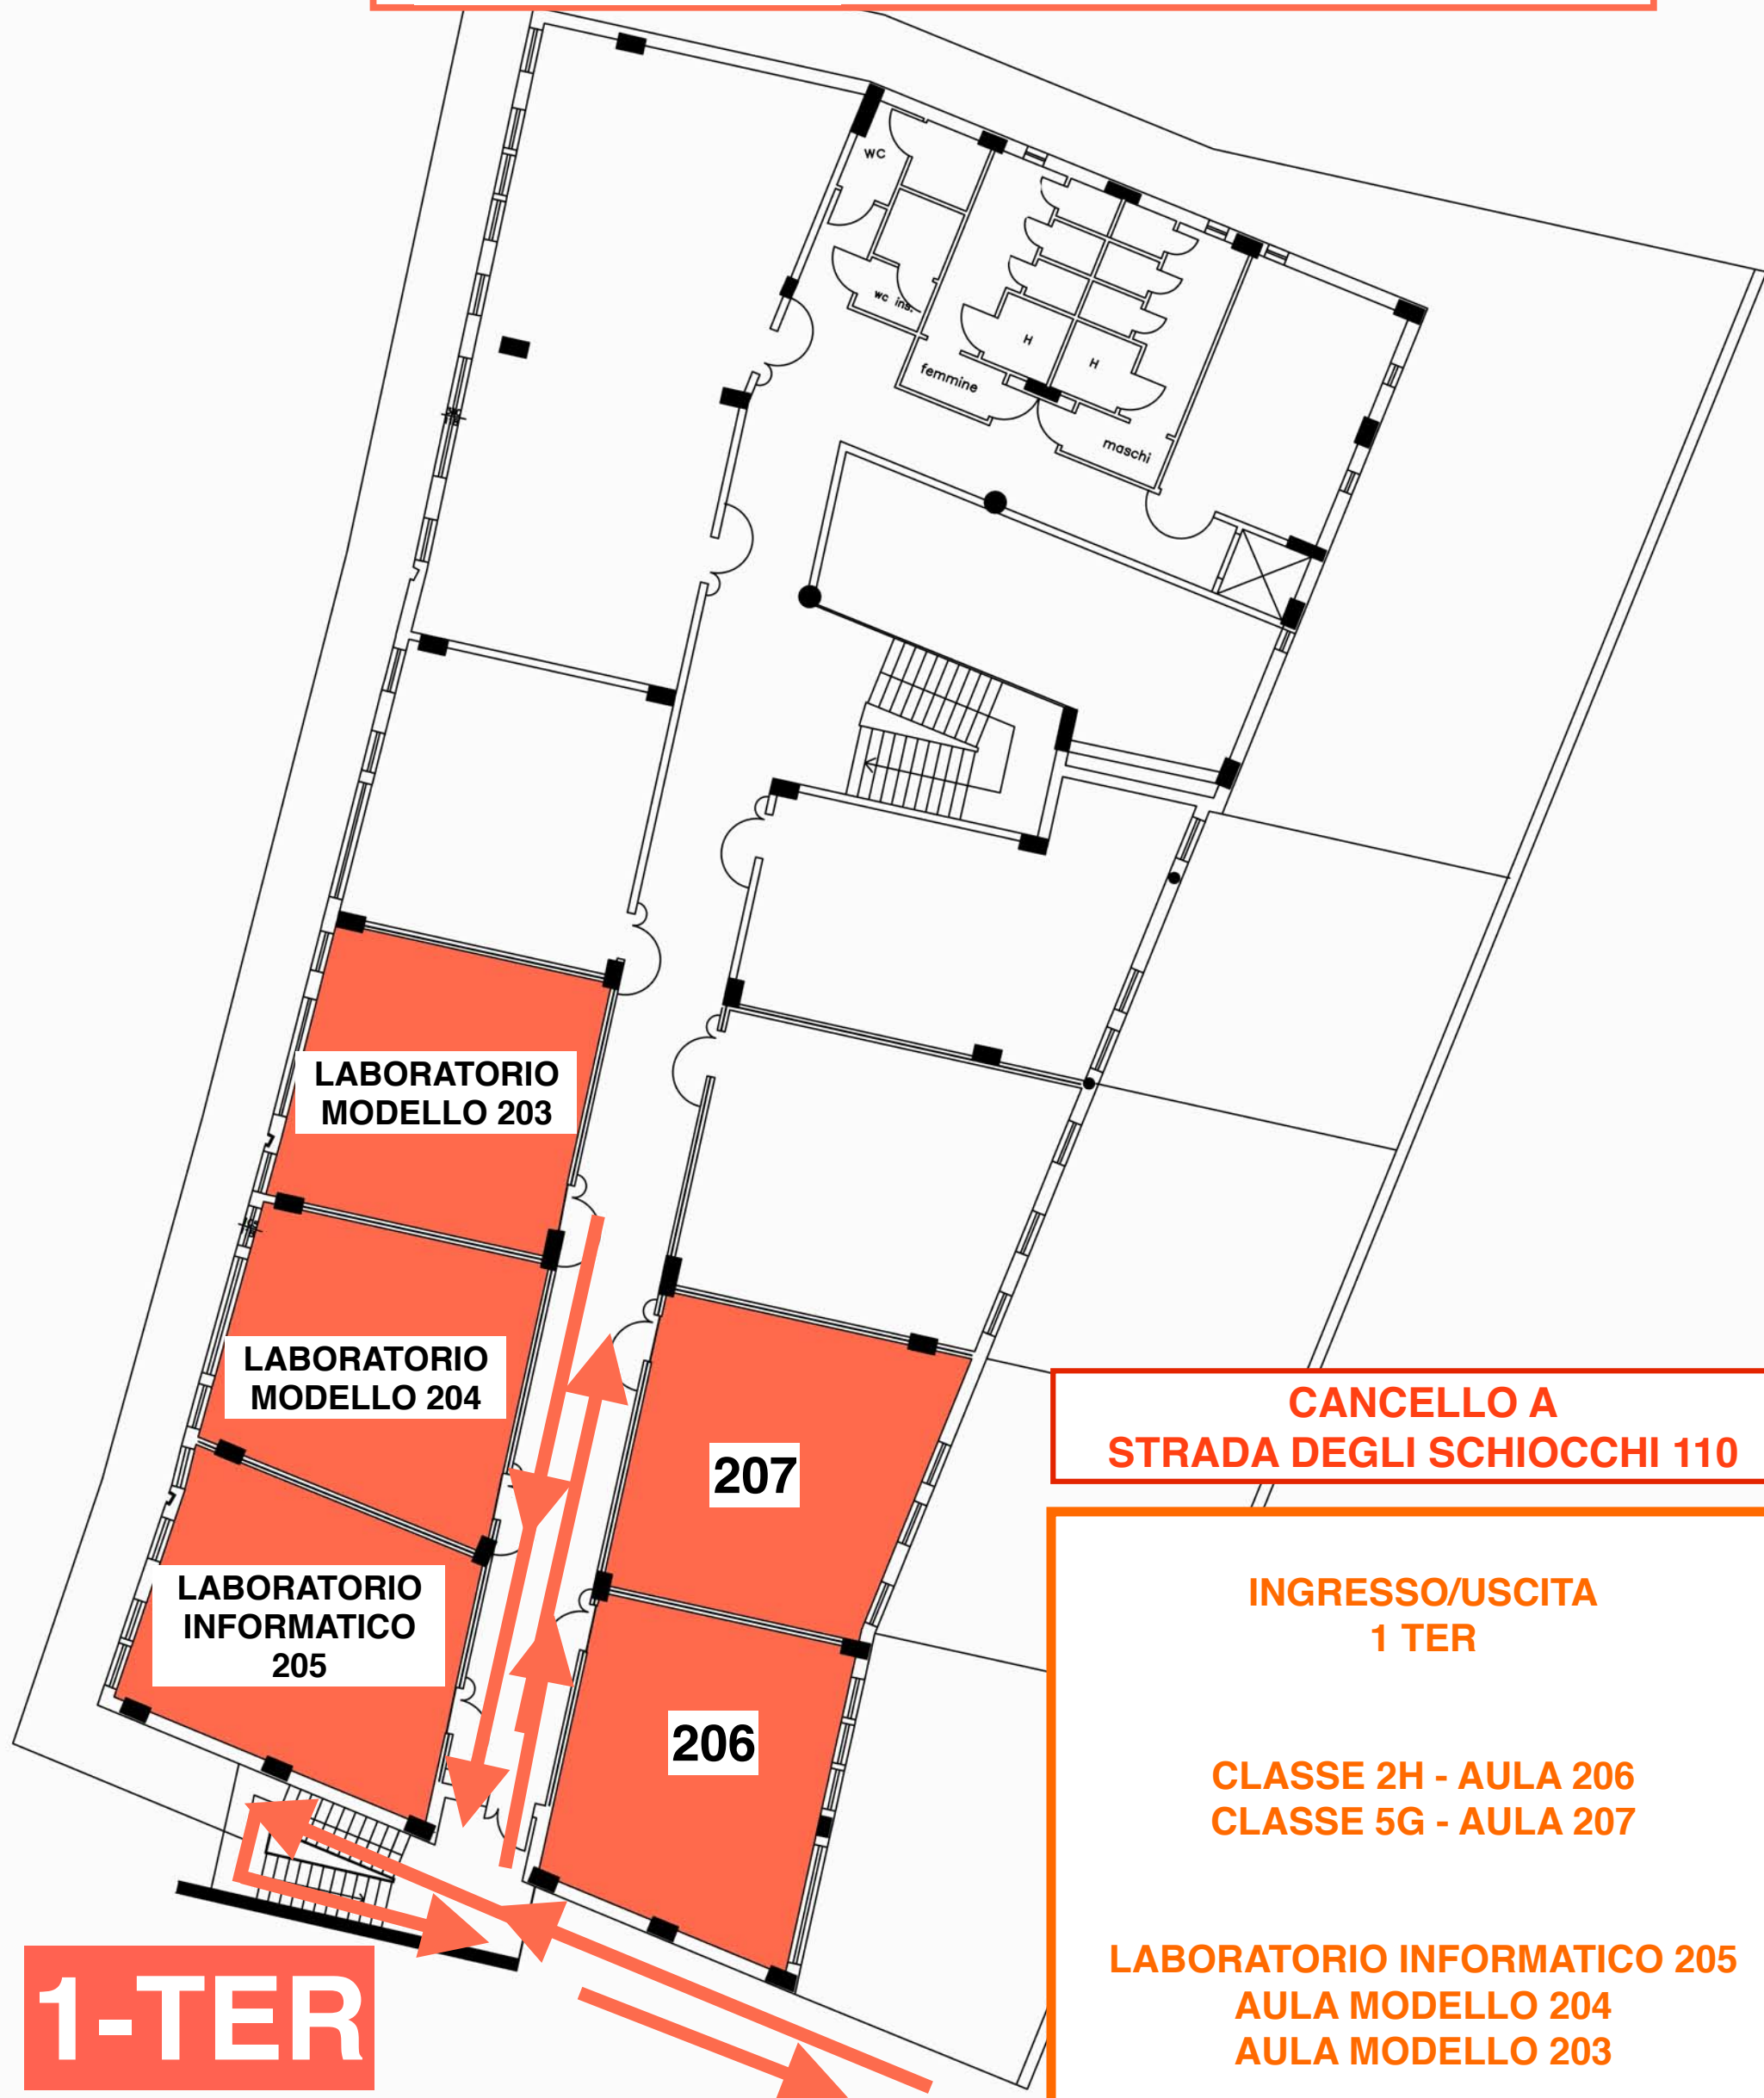 WC
wc ins.
H
H
femmine
maschi
LABORATORIO
MODELLO 203
LABORATORIO
MODELLO 204
LABORATORIO
INFORMATICO
205
207
206
CANCELLO A
STRADA DEGLI SCHIOCCHI 110
INGRESSO/USCITA
1 TER
CLASSE 2H - AULA 206
CLASSE 5G - AULA 207
LABORATORIO INFORMATICO 205
AULA MODELLO 204
AULA MODELLO 203
1-TER